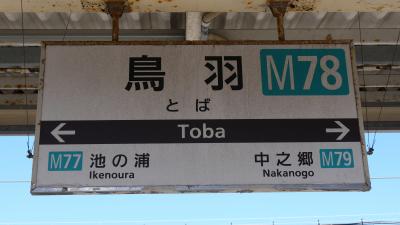 鳥羽 M78
とば
← Toba →
M77 池の浦 中之郷 M79
Ikenoura Nakanogo